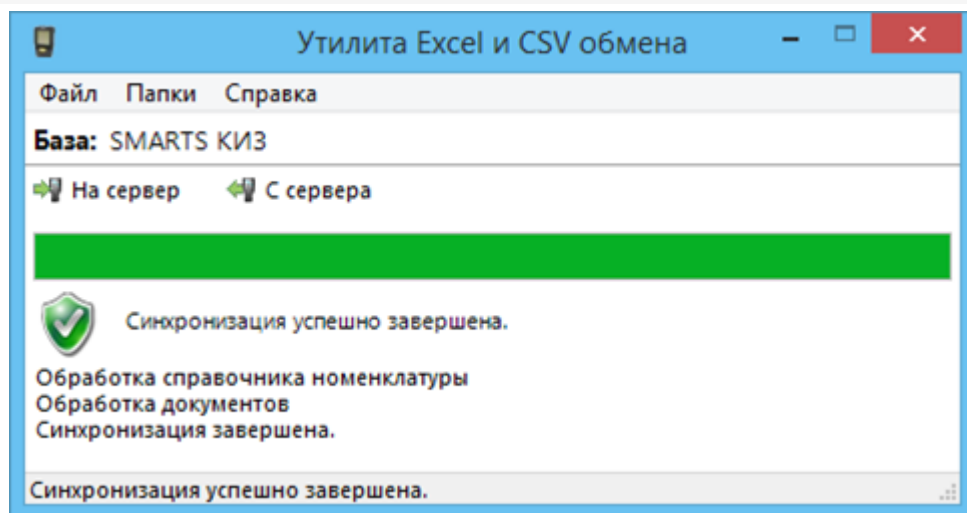 Утилита Excel и CSV обмена
Файл Папки Справка
База: SMARTS КИЗ
На сервер С сервера
Синхронизация успешно завершена.
Обработка справочника номенклатуры
Обработка документов
Синхронизация завершена.
Синхронизация успешно завершена.